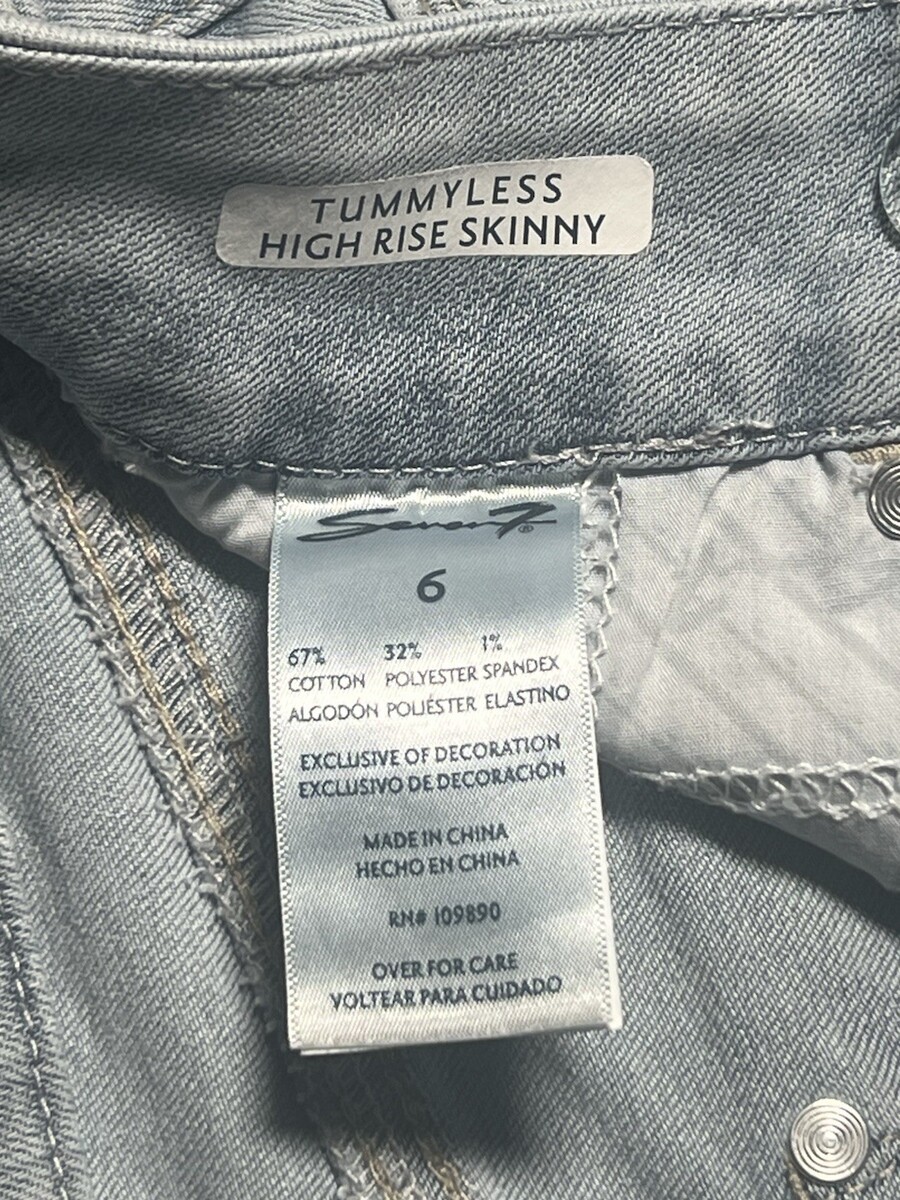 TUMMYLESS
HIGH RISE SKINNY
Seven7®
6
67% 32% 1%
COTTON POLYESTER SPANDEX
ALGODÓN POLIÉSTER ELASTINO
EXCLUSIVE OF DECORATION
EXCLUSIVO DE DECORACIÓN
MADE IN CHINA
HECHO EN CHINA
RN# 109890
OVER FOR CARE
VOLTEAR PARA CUIDADO